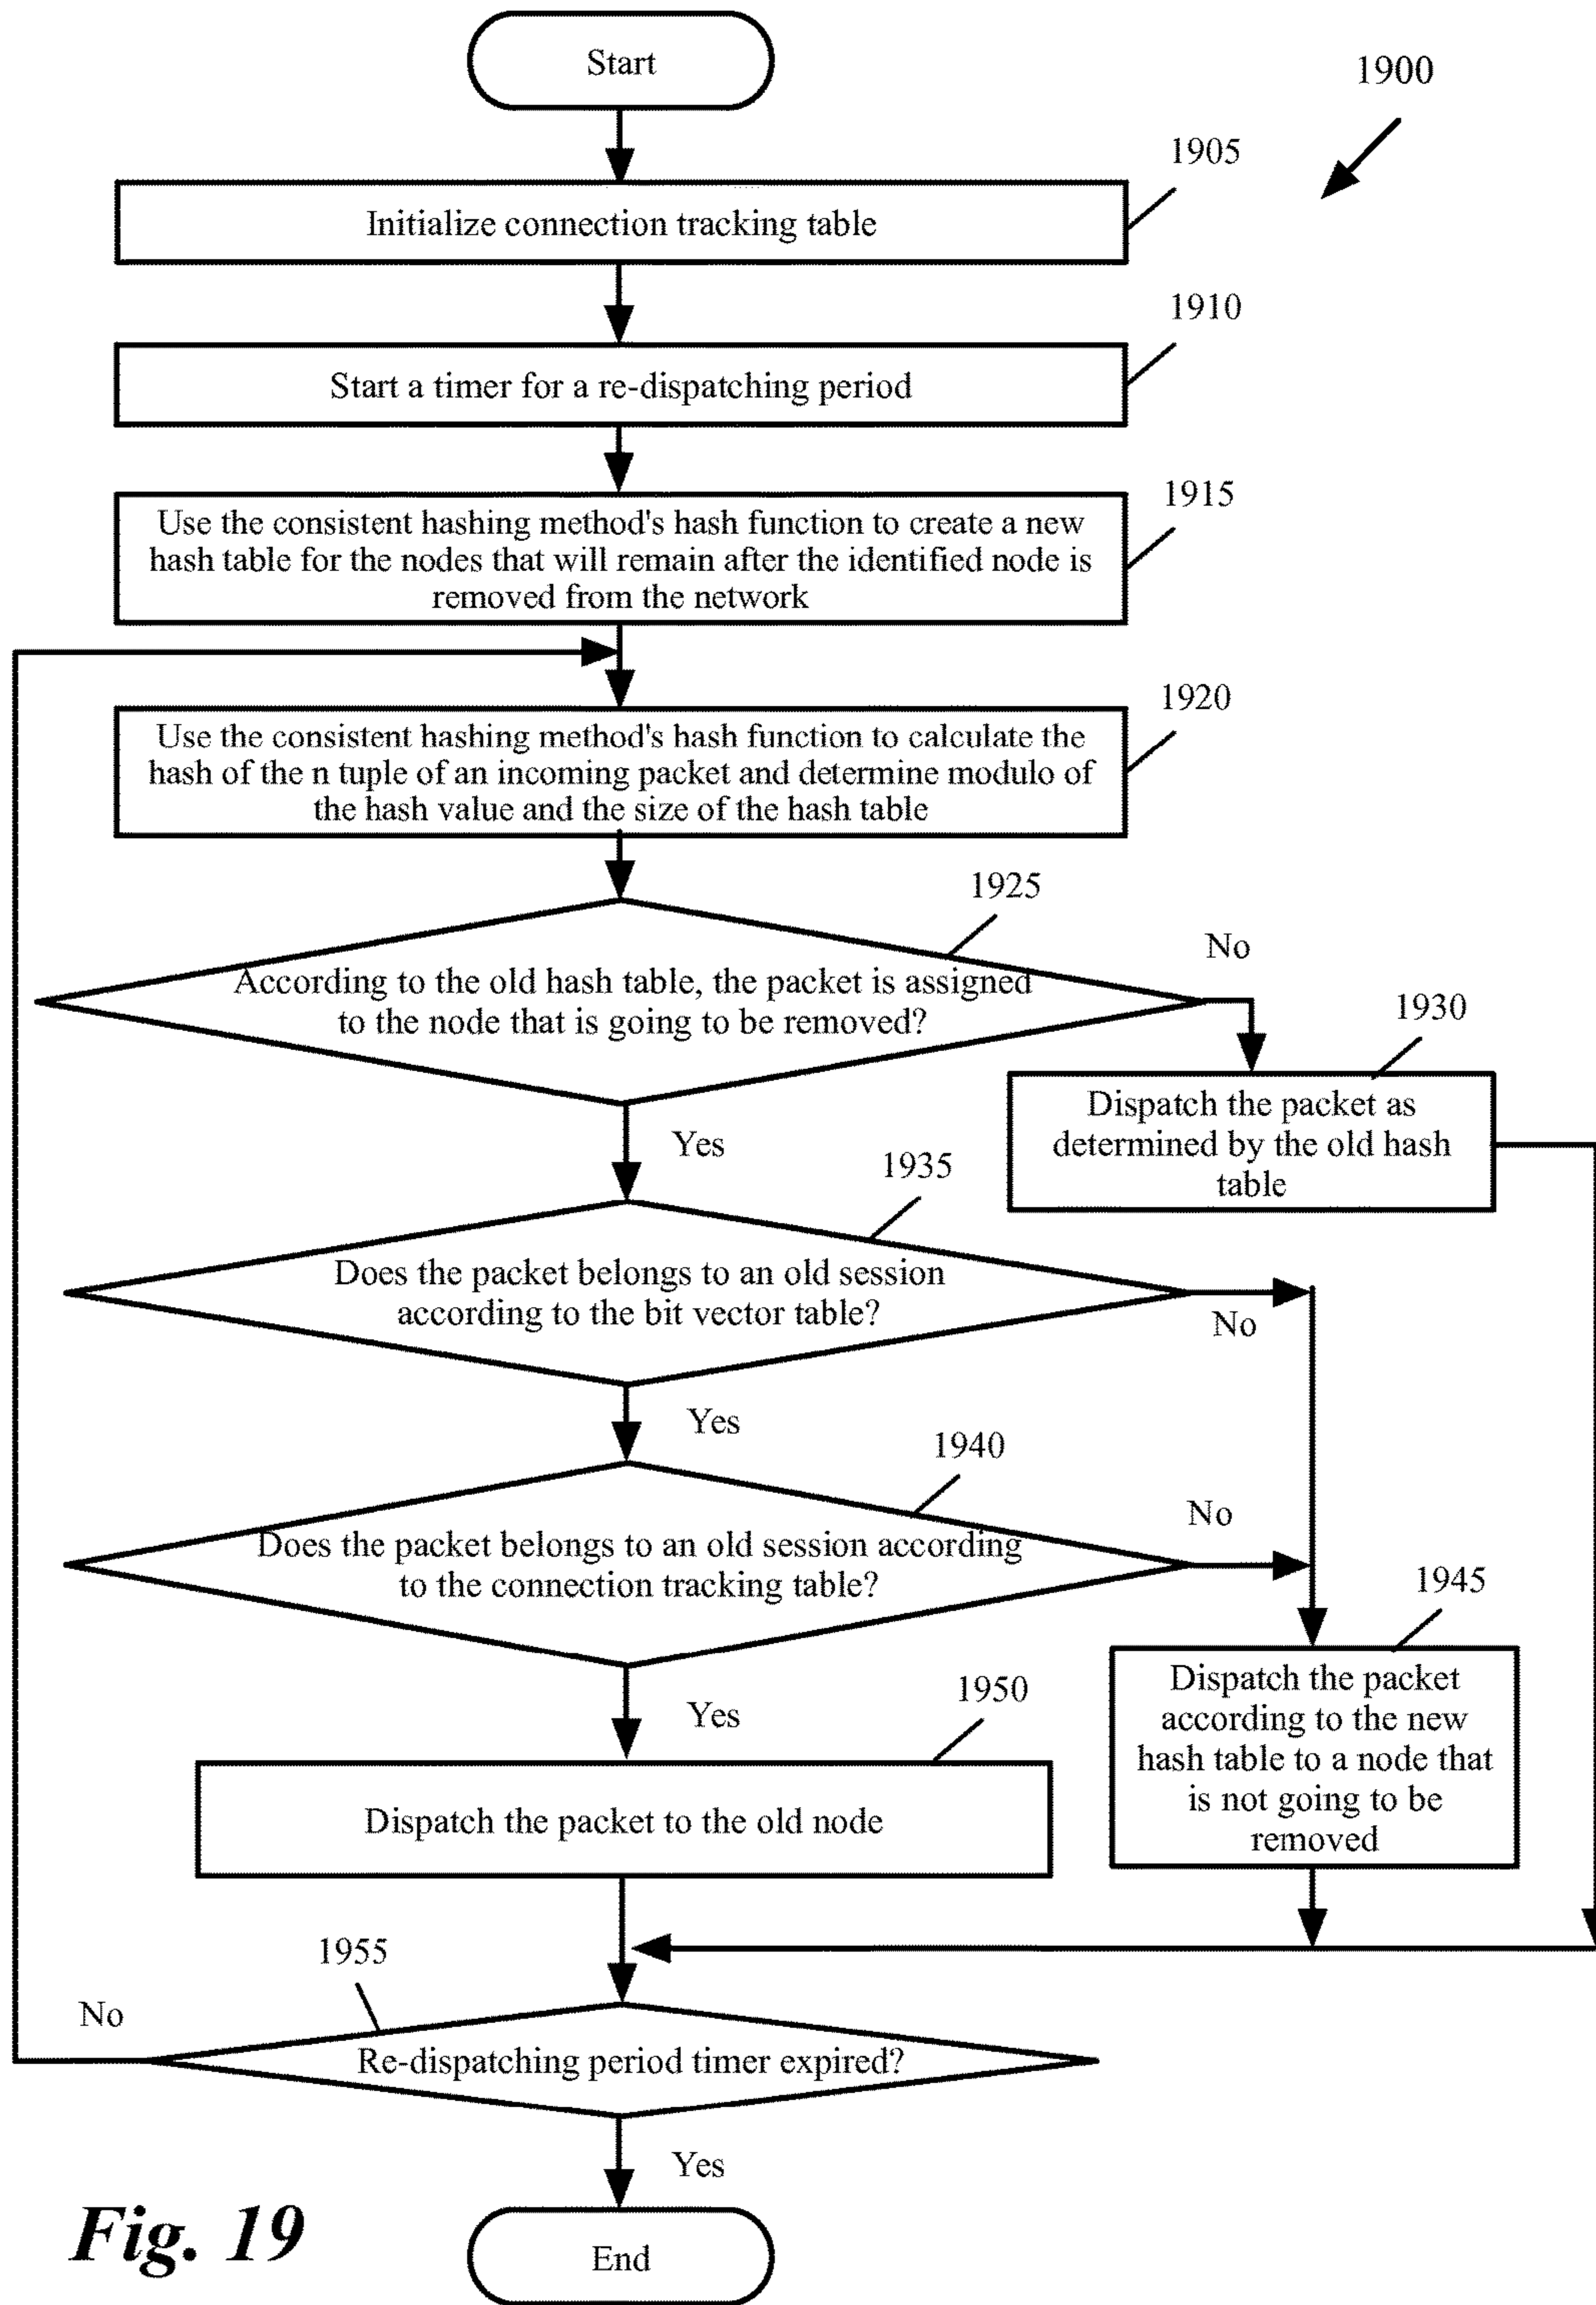 Start
1900
1905
Initialize connection tracking table
1910
Start a timer for a re-dispatching period
1915
Use the consistent hashing method's hash function to create a new
hash table for the nodes that will remain after the identified node is
removed from the network
1920
Use the consistent hashing method's hash function to calculate the
hash of the n tuple of an incoming packet and determine modulo of
the hash value and the size of the hash table
1925
No
According to the old hash table, the packet is assigned
to the node that is going to be removed?
1930
Dispatch the packet as
determined by the old hash
table
Yes
1935
Does the packet belongs to an old session
according to the bit vector table?
No
Yes
1940
No
Does the packet belongs to an old session according
to the connection tracking table?
1945
Dispatch the packet
according to the new
hash table to a node that
is not going to be
removed
Yes
1950
Dispatch the packet to the old node
1955
No
Re-dispatching period timer expired?
Yes
Fig. 19
End